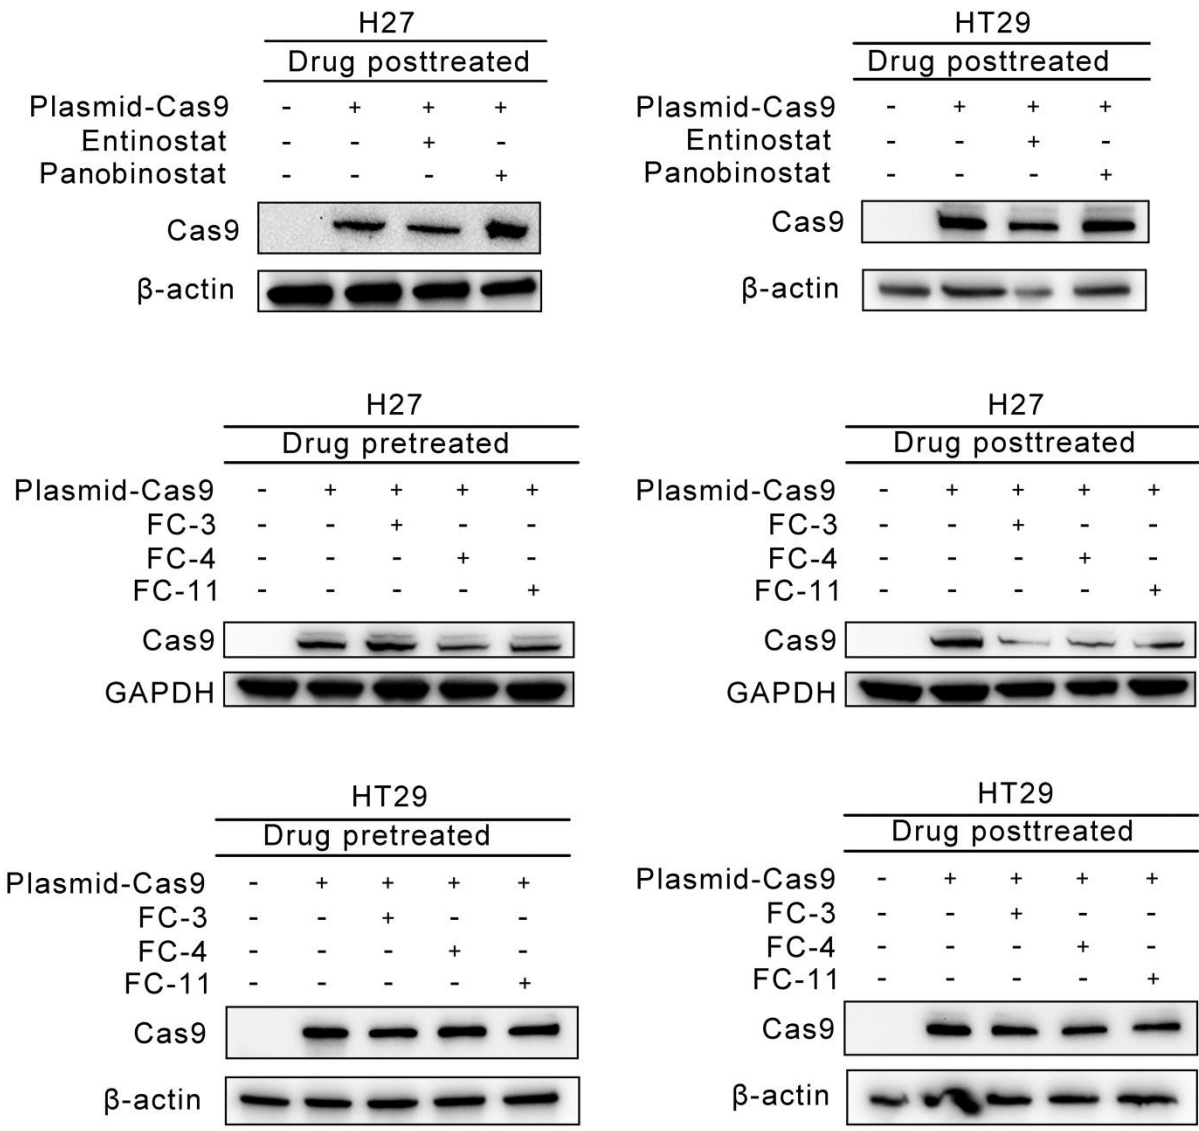 H27
Drug posttreated
Plasmid-Cas9 - + + +
Entinostat - - + -
Panobinostat - - - +
Cas9
β-actin
HT29
Drug posttreated
Plasmid-Cas9 - + + +
Entinostat - - + -
Panobinostat - - - +
Cas9
β-actin
H27
Drug pretreated
Plasmid-Cas9 - + + + +
FC-3 - - + - -
FC-4 - - - + -
FC-11 - - - - +
Cas9
GAPDH
H27
Drug posttreated
Plasmid-Cas9 - + + + +
FC-3 - - + - -
FC-4 - - - + -
FC-11 - - - - +
Cas9
GAPDH
HT29
Drug pretreated
Plasmid-Cas9 - + + + +
FC-3 - - + - -
FC-4 - - - + -
FC-11 - - - - +
Cas9
β-actin
HT29
Drug posttreated
Plasmid-Cas9 - + + + +
FC-3 - - + - -
FC-4 - - - + -
FC-11 - - - - +
Cas9
β-actin